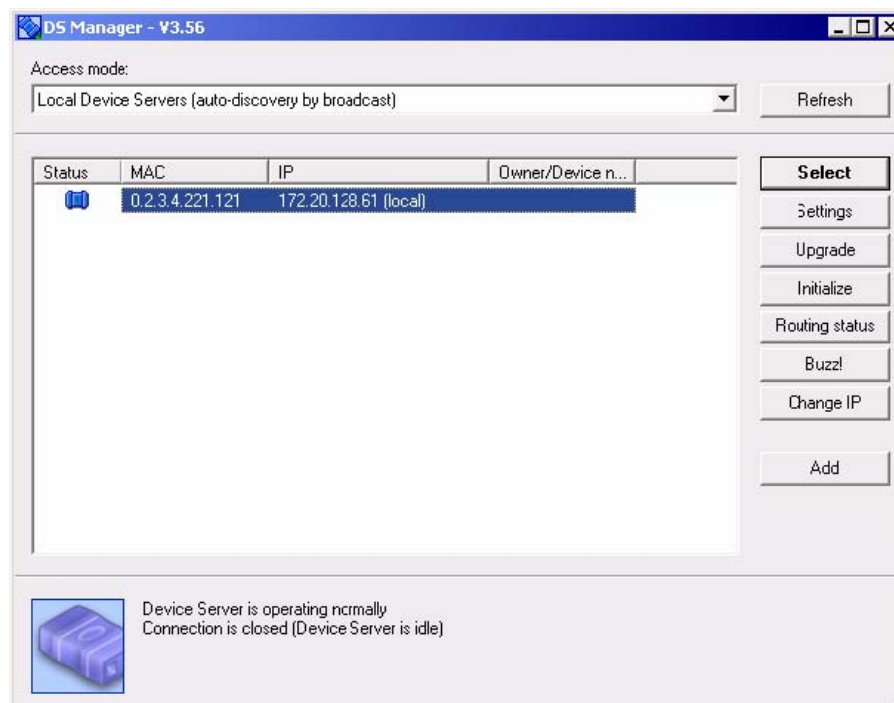 DS Manager - V3.56
Access mode:
Local Device Servers (auto-discovery by broadcast)
Refresh
Status MAC IP Owner/Device n...
0.2.3.4.221.121 172.20.128.61 (local)
Select
Settings
Upgrade
Initialize
Routing status
Buzz!
Change IP
Add
Device Server is operating normally
Connection is closed (Device Server is idle)